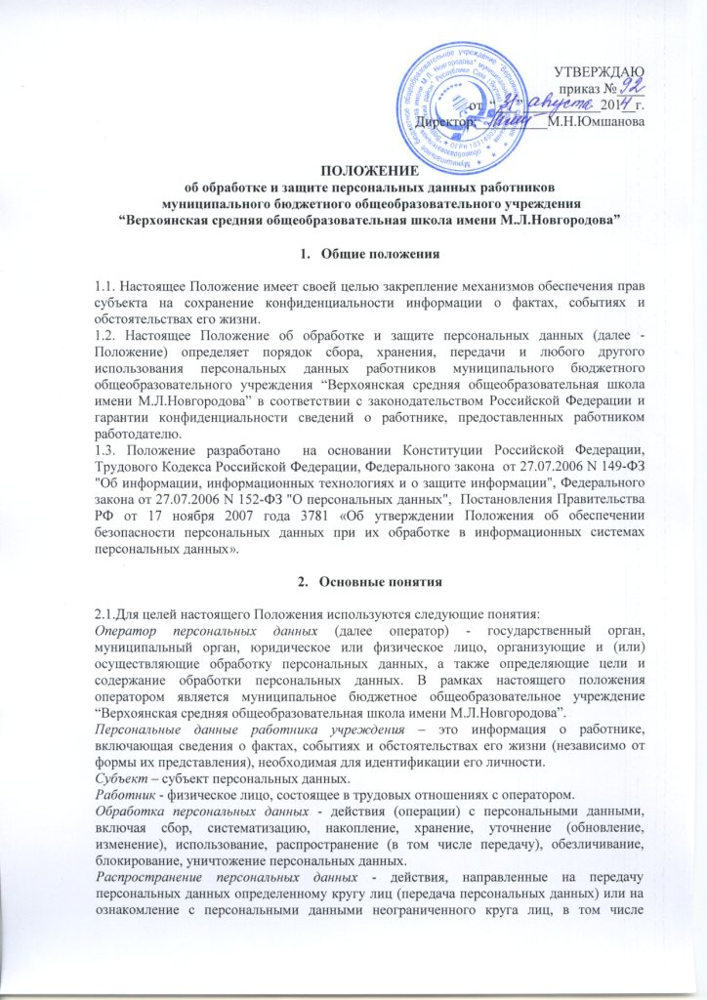 УТВЕРЖДАЮ
приказ № 92
от “31” августа 2014 г.
Директор М.Н.Юмшанова
ПОЛОЖЕНИЕ
об обработке и защите персональных данных работников
муниципального бюджетного общеобразовательного учреждения
“Верхоянская средняя общеобразовательная школа имени М.Л.Новгородова”
1. Общие положения
1.1. Настоящее Положение имеет своей целью закрепление механизмов обеспечения прав
субъекта на сохранение конфиденциальности информации о фактах, событиях и
обстоятельствах его жизни.
1.2. Настоящее Положение об обработке и защите персональных данных (далее -
Положение) определяет порядок сбора, хранения, передачи и любого другого
использования персональных данных работников муниципального бюджетного
общеобразовательного учреждения “Верхоянская средняя общеобразовательная школа
имени М.Л.Новгородова” в соответствии с законодательством Российской Федерации и
гарантии конфиденциальности сведений о работнике, предоставленных работником
работодателю.
1.3. Положение разработано на основании Конституции Российской Федерации,
Трудового Кодекса Российской Федерации, Федерального закона от 27.07.2006 N 149-ФЗ
"Об информации, информационных технологиях и о защите информации", Федерального
закона от 27.07.2006 N 152-ФЗ "О персональных данных", Постановления Правительства
РФ от 17 ноября 2007 года 3781 «Об утверждении Положения об обеспечении
безопасности персональных данных при их обработке в информационных системах
персональных данных».
2. Основные понятия
2.1.Для целей настоящего Положения используются следующие понятия:
Оператор персональных данных (далее оператор) - государственный орган,
муниципальный орган, юридическое или физическое лицо, организующие и (или)
осуществляющие обработку персональных данных, а также определяющие цели и
содержание обработки персональных данных. В рамках настоящего положения
оператором является муниципальное бюджетное общеобразовательное учреждение
“Верхоянская средняя общеобразовательная школа имени М.Л.Новгородова”.
Персональные данные работника учреждения – это информация о работнике,
включающая сведения о фактах, событиях и обстоятельствах его жизни (независимо от
формы их представления), необходимая для идентификации его личности.
Субъект – субъект персональных данных.
Работник - физическое лицо, состоящее в трудовых отношениях с оператором.
Обработка персональных данных - действия (операции) с персональными данными,
включая сбор, систематизацию, накопление, хранение, уточнение (обновление,
изменение), использование, распространение (в том числе передачу), обезличивание,
блокирование, уничтожение персональных данных.
Распространение персональных данных - действия, направленные на передачу
персональных данных определенному кругу лиц (передача персональных данных) или на
ознакомление с персональными данными неограниченного круга лиц, в том числе